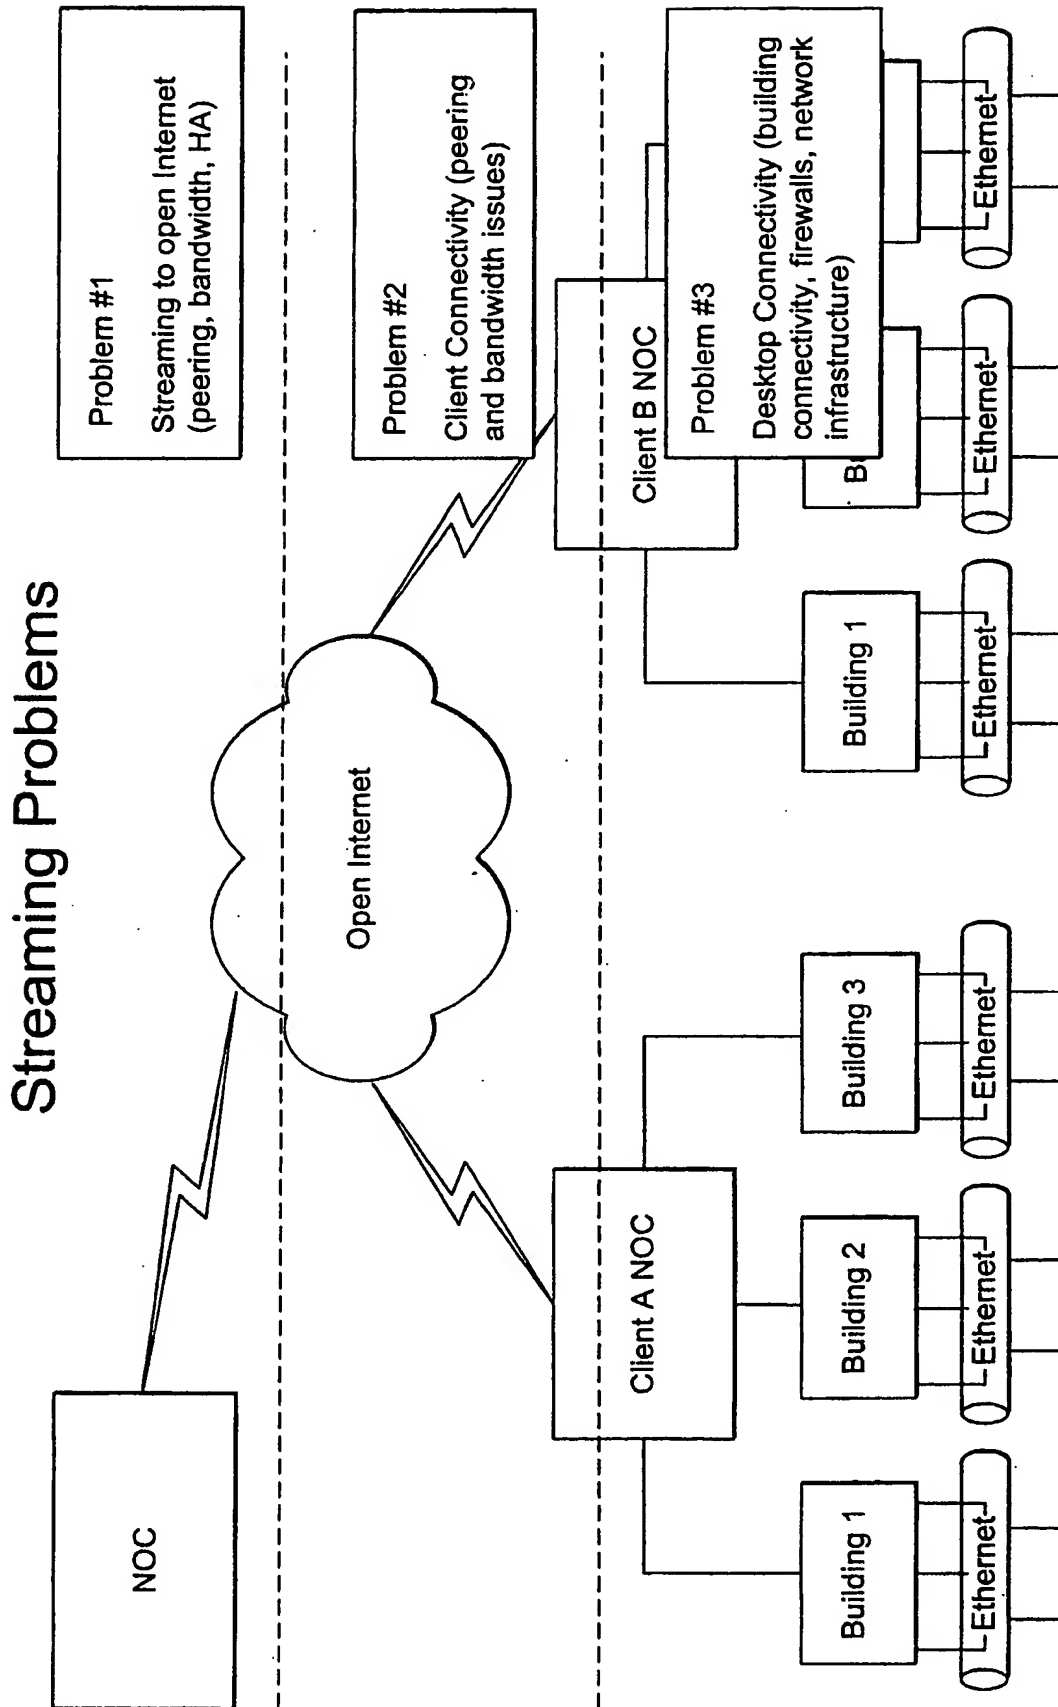 Streaming Problems
NOC
Problem #1
Streaming to open Internet
(peering, bandwidth, HA)
Open Internet
Problem #2
Client Connectivity (peering
and bandwidth issues)
Client A NOC
Client B NOC
Problem #3
Desktop Connectivity (building
connectivity, firewalls, network
infrastructure)
Building 1
Building 2
Building 3
Building 1
Ethernet
Ethernet
Ethernet
Ethernet
Ethernet
Ethernet